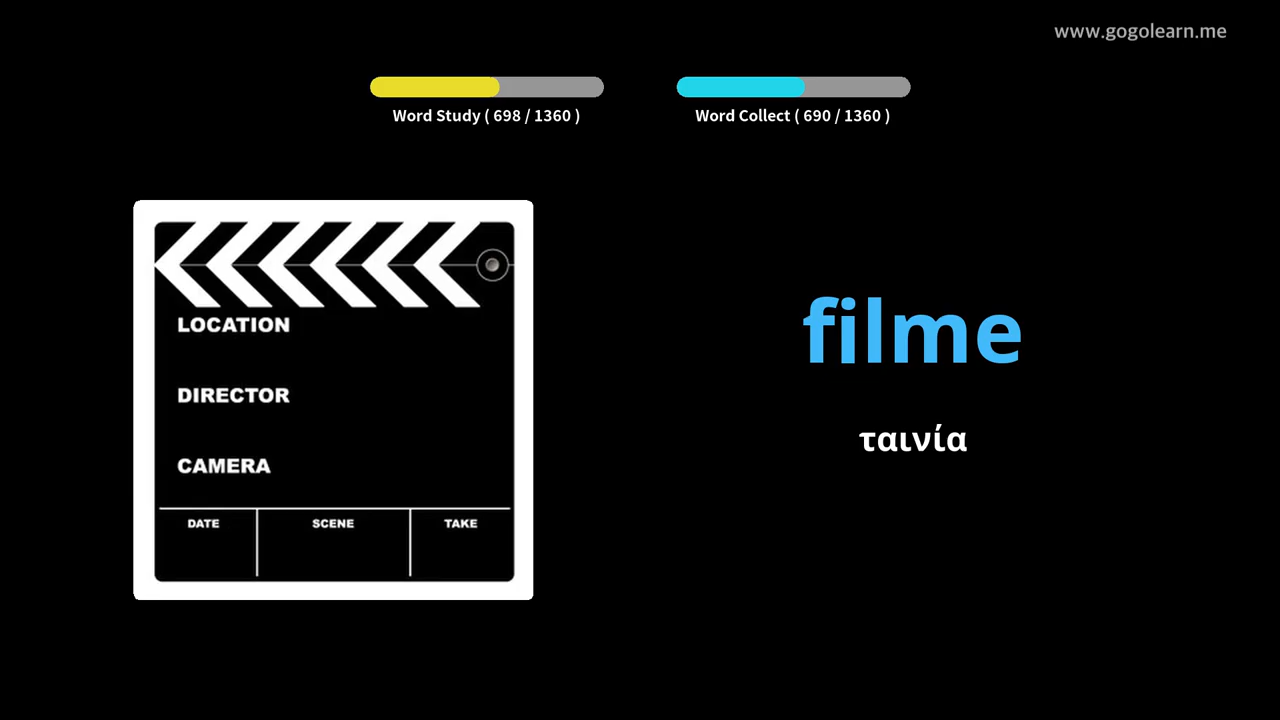 www.gogolearn.me
Word Study ( 698 / 1360 )
Word Collect ( 690 / 1360 )
LOCATION
DIRECTOR
CAMERA
DATE
SCENE
TAKE
filme
ταινία